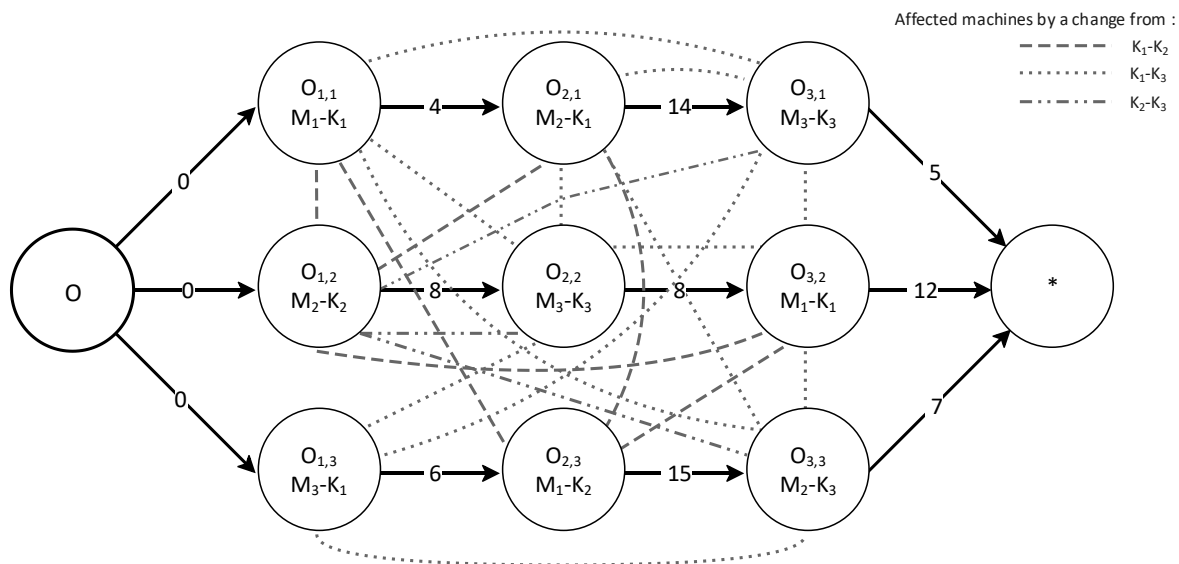 Affected machines by a change from :
K₁-K₂
K₁-K₃
K₂-K₃
O₁,₁
M₁-K₁
4
O₂,₁
M₂-K₁
14
O₃,₁
M₃-K₃
0
5
O
0
O₁,₂
M₂-K₂
8
O₂,₂
M₃-K₃
8
O₃,₂
M₁-K₁
12
*
0
7
O₁,₃
M₃-K₁
6
O₂,₃
M₁-K₂
15
O₃,₃
M₂-K₃